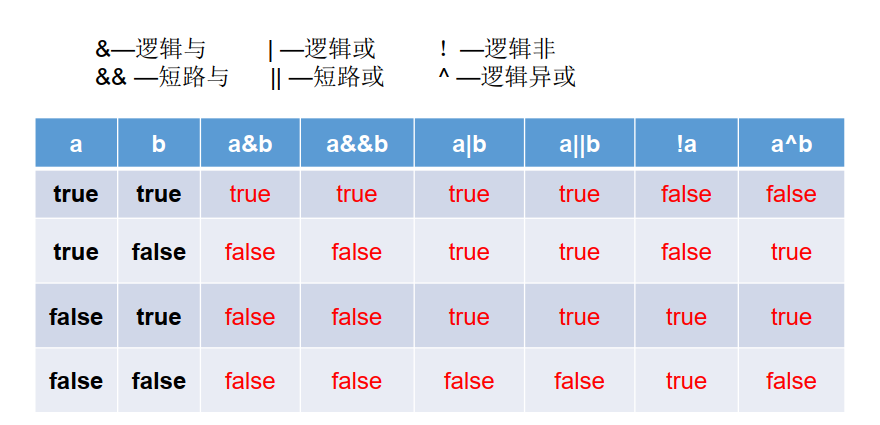 &—逻辑与 | —逻辑或 ! —逻辑非
&& —短路与 || —短路或 ^ —逻辑异或
a b a&b a&&b a|b a||b !a a^b
true true true true true true false false
true false false false true true false true
false true false false true true true true
false false false false false false true false